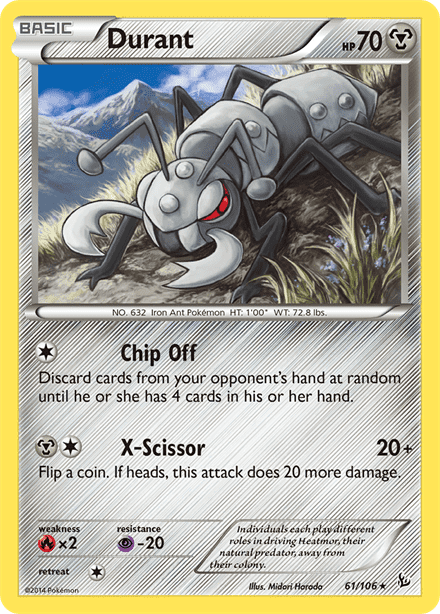 BASIC Durant HP70
NO. 632 Iron Ant Pokémon HT: 1'00" WT: 72.8 lbs.
Chip Off
Discard cards from your opponent's hand at random
until he or she has 4 cards in his or her hand.
X-Scissor 20+
Flip a coin. If heads, this attack does 20 more damage.
weakness resistance
×2 -20
retreat
Individuals each play different
roles in driving Heatmor, their
natural predator, away from
their colony.
©2014 Pokémon Illus. Midori Harada 61/106 ★